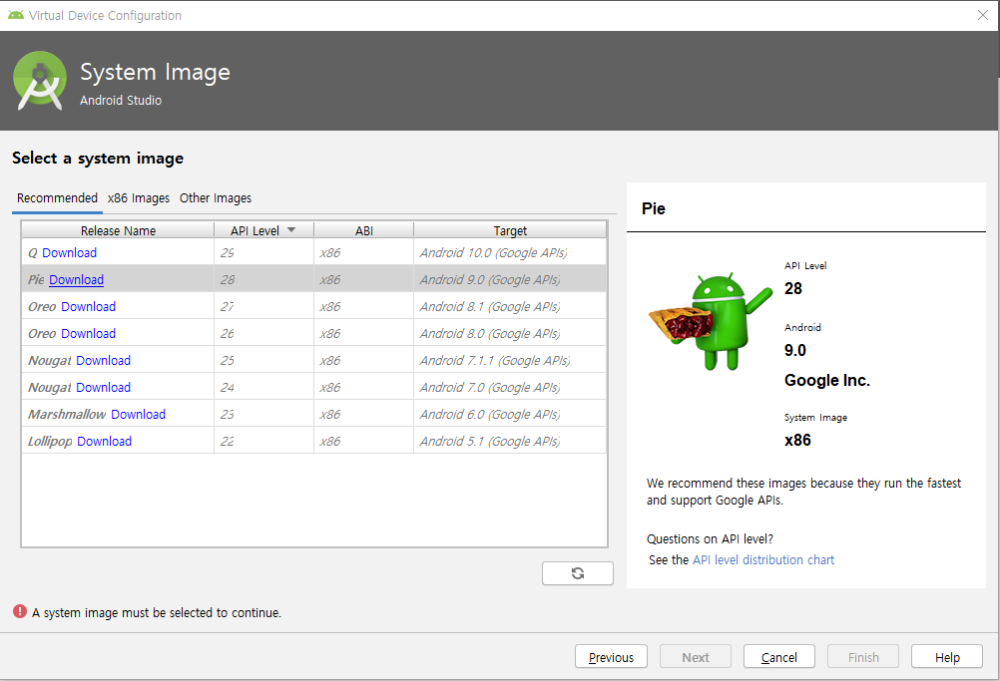 Virtual Device Configuration
System Image
Android Studio
Select a system image
Recommended x86 Images Other Images
Release Name API Level ABI Target
Q Download 29 x86 Android 10.0 (Google APIs)
Pie Download 28 x86 Android 9.0 (Google APIs)
Oreo Download 27 x86 Android 8.1 (Google APIs)
Oreo Download 26 x86 Android 8.0 (Google APIs)
Nougat Download 25 x86 Android 7.1.1 (Google APIs)
Nougat Download 24 x86 Android 7.0 (Google APIs)
Marshmallow Download 23 x86 Android 6.0 (Google APIs)
Lollipop Download 22 x86 Android 5.1 (Google APIs)
Pie
API Level
28
Android
9.0
Google Inc.
System Image
x86
We recommend these images because they run the fastest
and support Google APIs.
Questions on API level?
See the API level distribution chart
A system image must be selected to continue.
Previous Next Cancel Finish Help